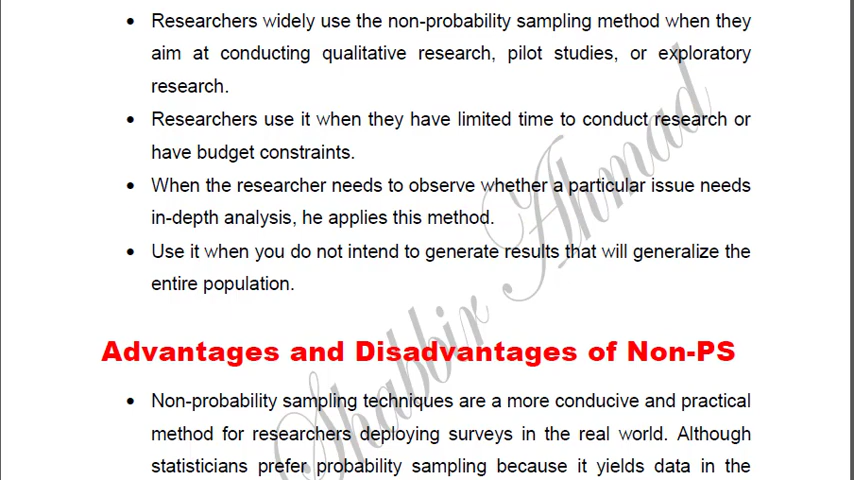 • Researchers widely use the non-probability sampling method when they
aim at conducting qualitative research, pilot studies, or exploratory
research.
• Researchers use it when they have limited time to conduct research or
have budget constraints.
• When the researcher needs to observe whether a particular issue needs
in-depth analysis, he applies this method.
• Use it when you do not intend to generate results that will generalize the
entire population.
Advantages and Disadvantages of Non-PS
• Non-probability sampling techniques are a more conducive and practical
method for researchers deploying surveys in the real world. Although
statisticians prefer probability sampling because it yields data in the
Shabbir Ahmad